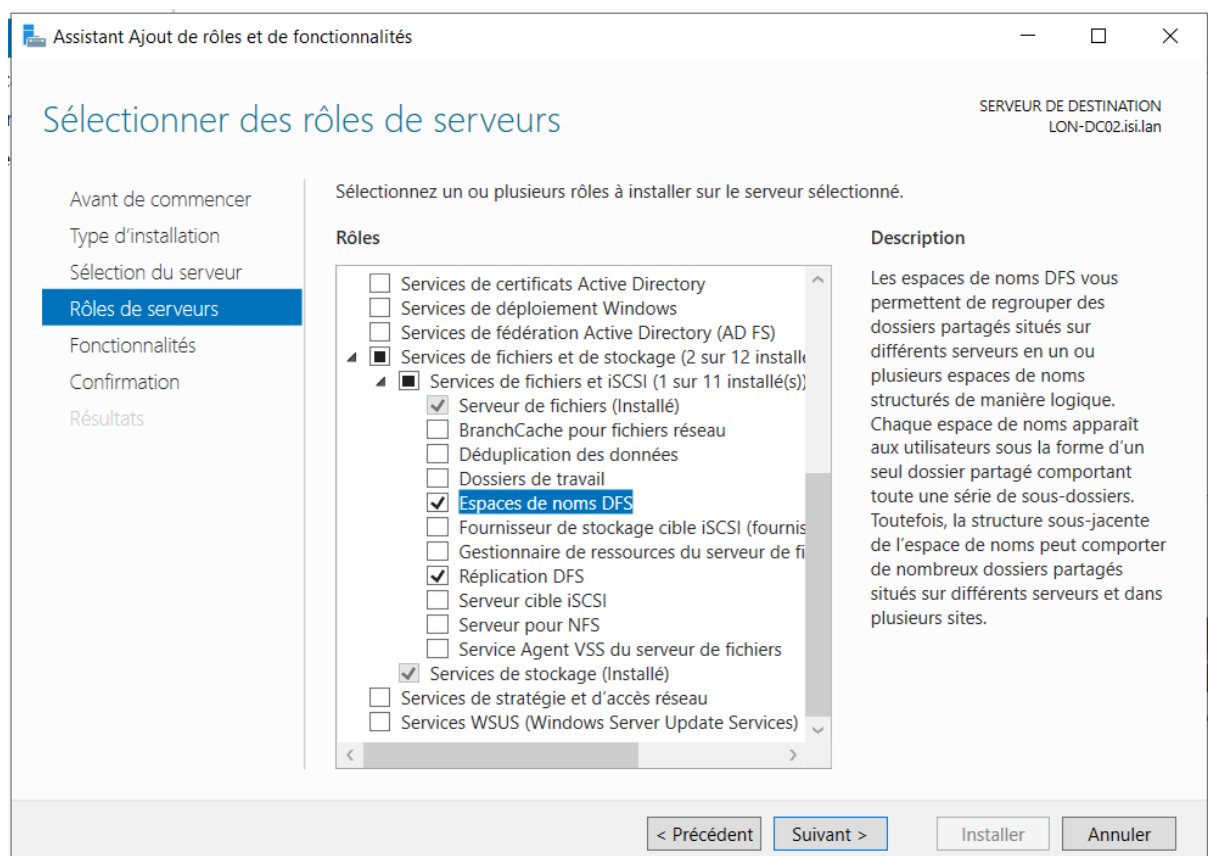 Assistant Ajout de rôles et de fonctionnalités
Sélectionner des rôles de serveurs
SERVEUR DE DESTINATION
LON-DC02.isi.lan
Avant de commencer
Type d'installation
Sélection du serveur
Rôles de serveurs
Fonctionnalités
Confirmation
Résultats
Sélectionnez un ou plusieurs rôles à installer sur le serveur sélectionné.
Rôles
Services de certificats Active Directory
Services de déploiement Windows
Services de fédération Active Directory (AD FS)
Services de fichiers et de stockage (2 sur 12 installé
Services de fichiers et iSCSI (1 sur 11 installé(s))
Serveur de fichiers (Installé)
BranchCache pour fichiers réseau
Déduplication des données
Dossiers de travail
Espaces de noms DFS
Fournisseur de stockage cible iSCSI (fournis
Gestionnaire de ressources du serveur de fi
Réplication DFS
Serveur cible iSCSI
Serveur pour NFS
Service Agent VSS du serveur de fichiers
Services de stockage (Installé)
Services de stratégie et d'accès réseau
Services WSUS (Windows Server Update Services)
Description
Les espaces de noms DFS vous
permettent de regrouper des
dossiers partagés situés sur
différents serveurs en un ou
plusieurs espaces de noms
structurés de manière logique.
Chaque espace de noms apparaît
aux utilisateurs sous la forme d'un
seul dossier partagé comportant
toute une série de sous-dossiers.
Toutefois, la structure sous-jacente
de l'espace de noms peut comporter
de nombreux dossiers partagés
situés sur différents serveurs et dans
plusieurs sites.
< Précédent
Suivant >
Installer
Annuler